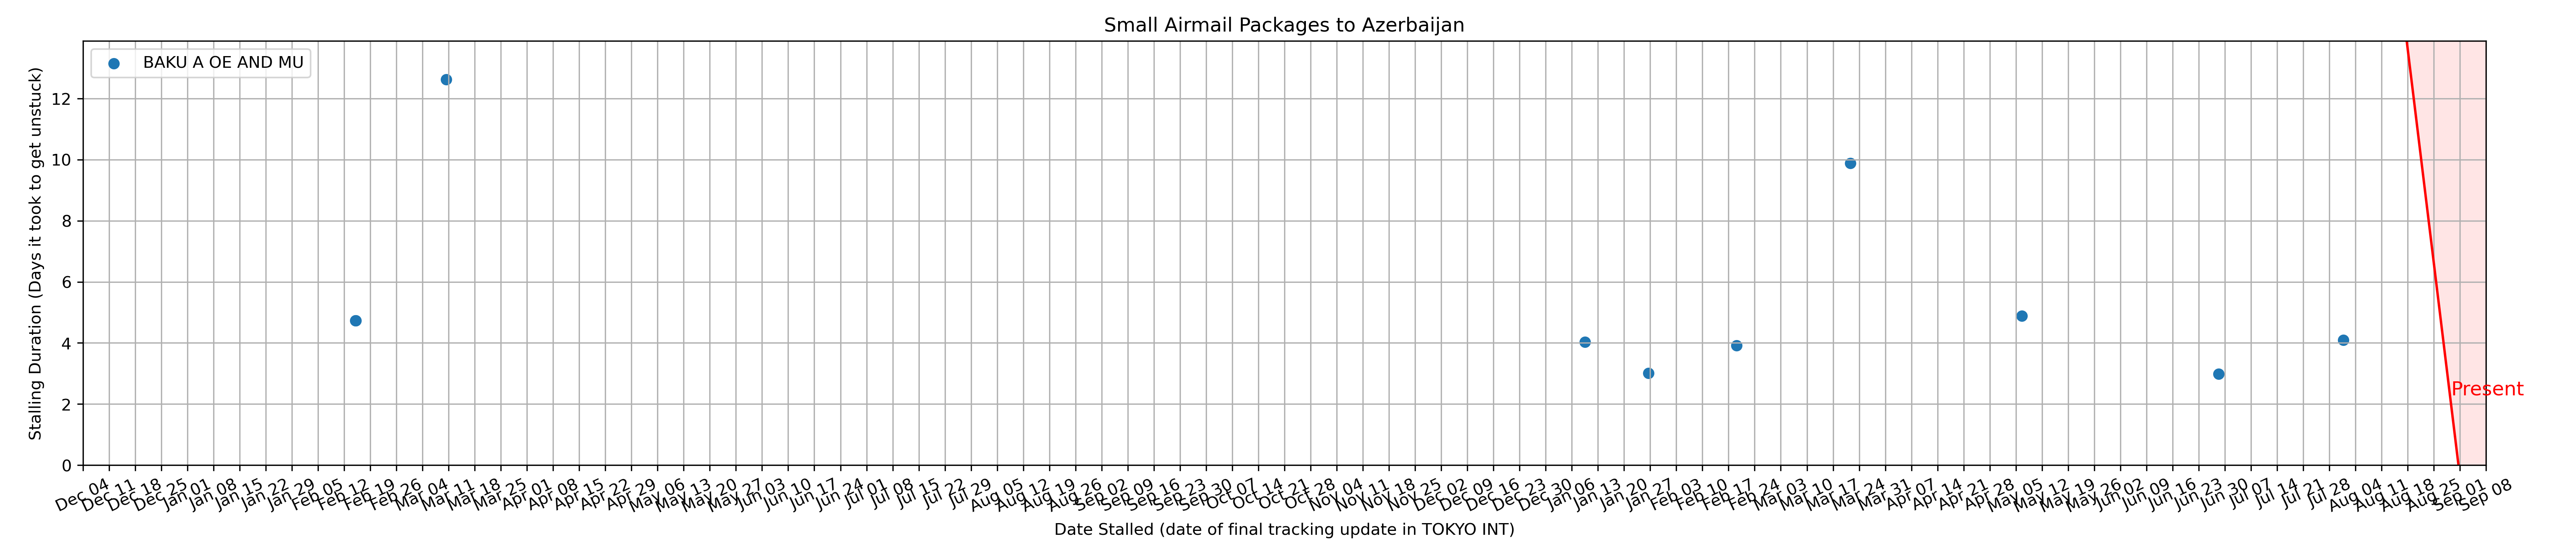 Small Airmail Packages to Azerbaijan
BAKU A OE AND MU
Stalling Duration (Days it took to get unstuck)
12
10
8
6
4
2
0
Present
Dec 04 Dec 11 Dec 18 Dec 25 Jan 01 Jan 08 Jan 15 Jan 22 Jan 29 Feb 05 Feb 12 Feb 19 Feb 26 Mar 04 Mar 11 Mar 18 Mar 25 Apr 01 Apr 08 Apr 15 Apr 22 Apr 29 May 06 May 13 May 20 May 27 Jun 03 Jun 10 Jun 17 Jun 24 Jul 01 Jul 08 Jul 15 Jul 22 Jul 29 Aug 05 Aug 12 Aug 19 Aug 26 Sep 02 Sep 09 Sep 16 Sep 23 Sep 30 Oct 07 Oct 14 Oct 21 Oct 28 Nov 04 Nov 11 Nov 18 Nov 25 Dec 02 Dec 09 Dec 16 Dec 23 Dec 30 Jan 06 Jan 13 Jan 20 Jan 27 Feb 03 Feb 10 Feb 17 Feb 24 Mar 03 Mar 10 Mar 17 Mar 24 Mar 31 Apr 07 Apr 14 Apr 21 Apr 28 May 05 May 12 May 19 May 26 Jun 02 Jun 09 Jun 16 Jun 23 Jun 30 Jul 07 Jul 14 Jul 21 Jul 28 Aug 04 Aug 11 Aug 18 Aug 25 Sep 01 Sep 08
Date Stalled (date of final tracking update in TOKYO INT)